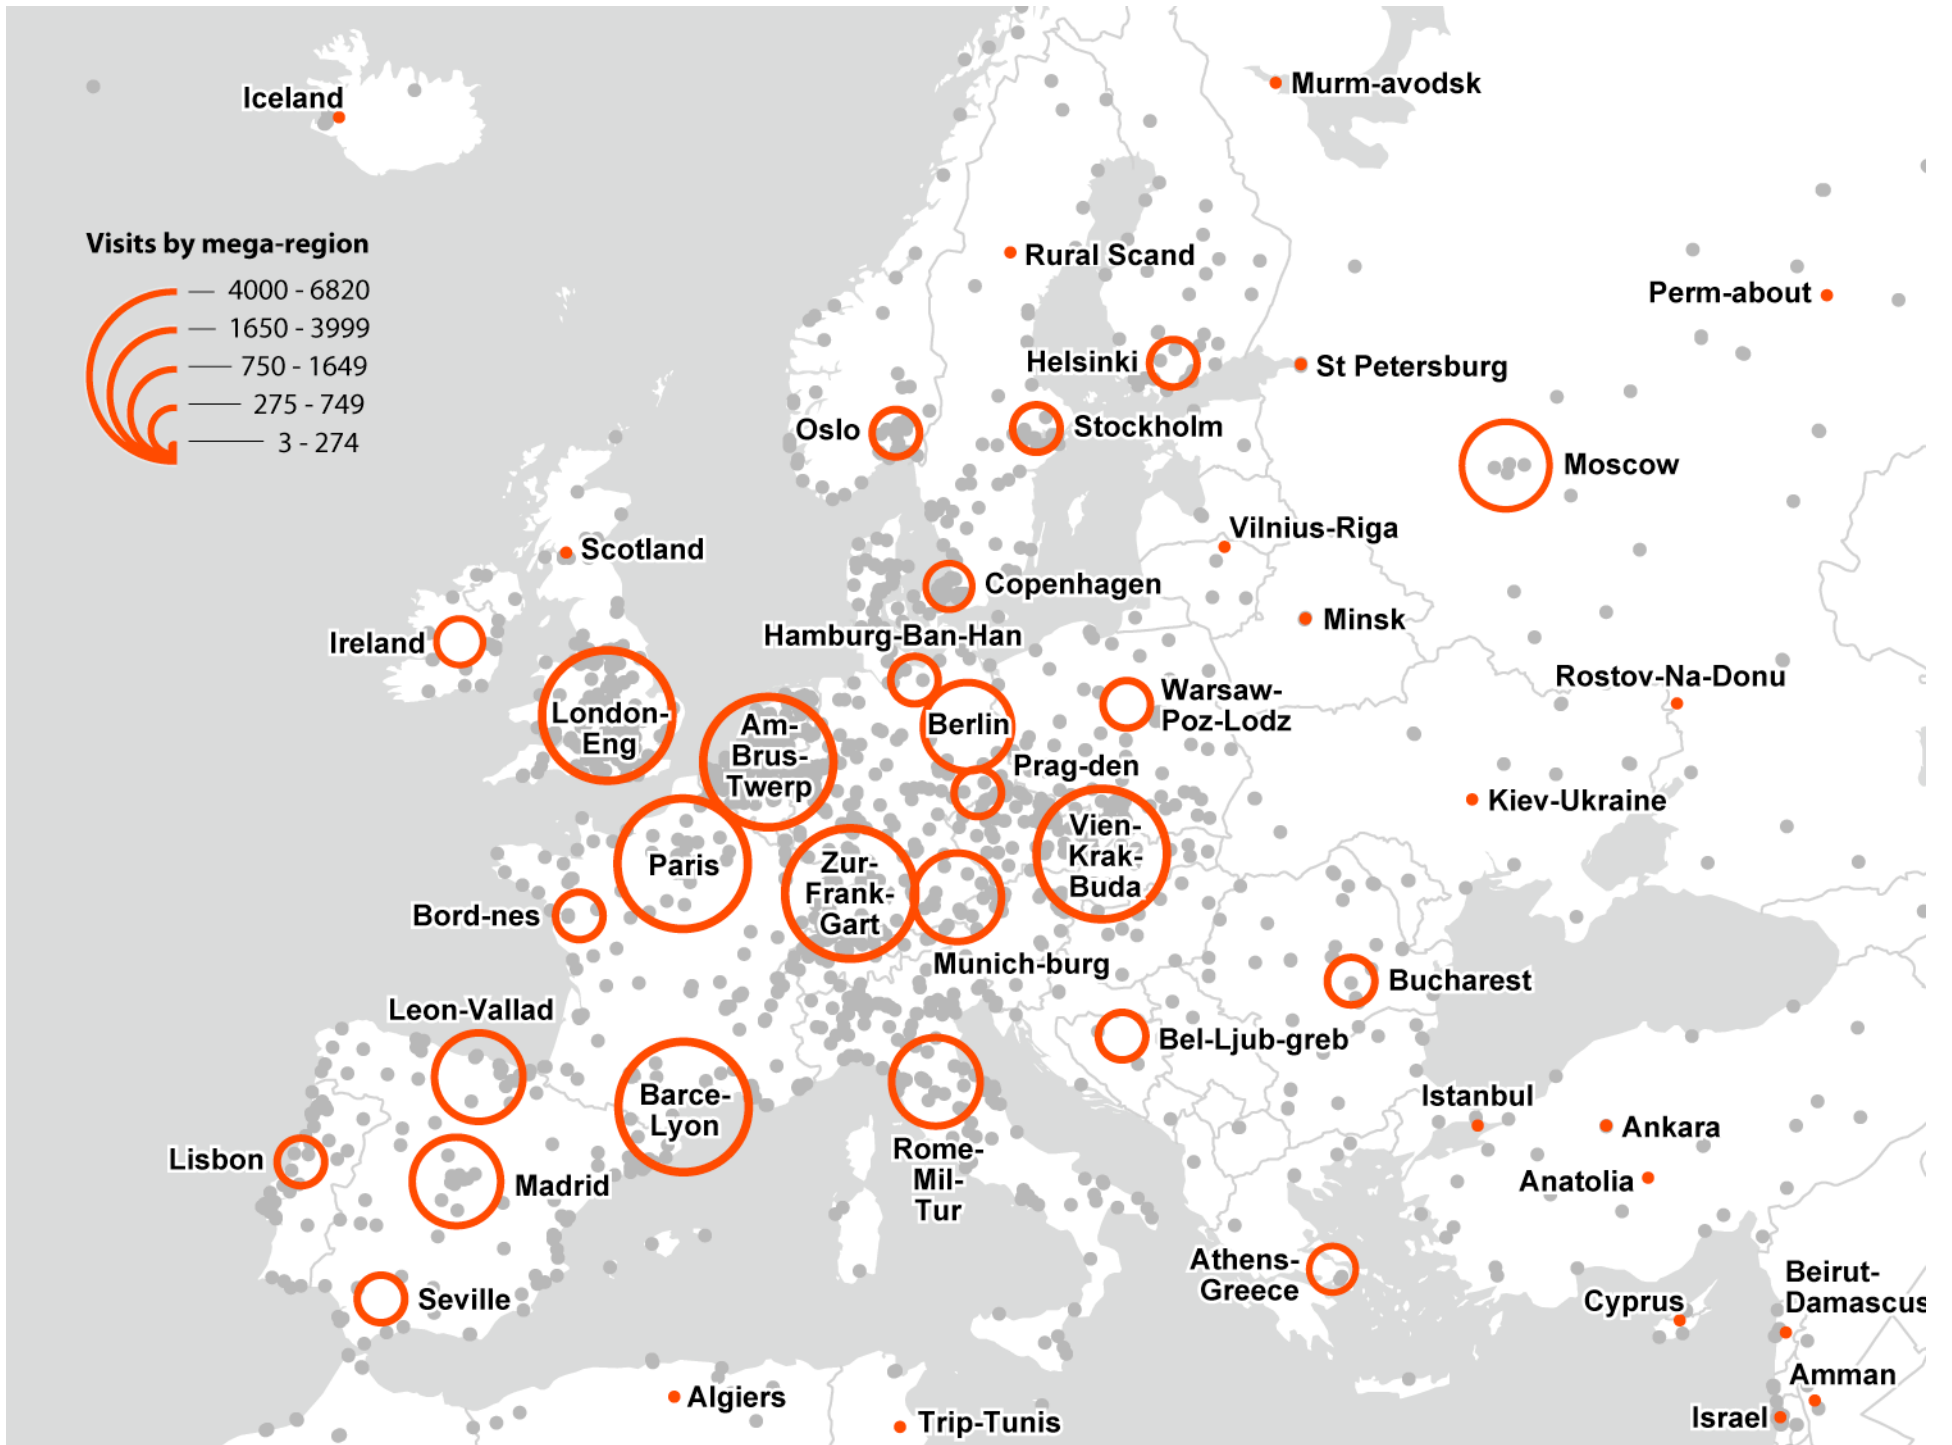 Iceland
Murm-avodsk
Visits by mega-region
4000 - 6820
1650 - 3999
750 - 1649
275 - 749
3 - 274
Rural Scand
Perm-about
Helsinki
St Petersburg
Oslo
Stockholm
Moscow
Vilnius-Riga
Scotland
Copenhagen
Minsk
Hamburg-Ban-Han
Ireland
Rostov-Na-Donu
Warsaw-
Poz-Lodz
London-
Eng
Am-
Brus-
Twerp
Berlin
Prag-den
Kiev-Ukraine
Vien-
Krak-
Buda
Paris
Zur-
Frank-
Gart
Bord-nes
Munich-burg
Bucharest
Leon-Vallad
Bel-Ljub-greb
Barce-
Lyon
Istanbul
Ankara
Lisbon
Madrid
Rome-
Mil-
Tur
Anatolia
Athens-
Greece
Beirut-
Damascus
Seville
Cyprus
Amman
Algiers
Trip-Tunis
Israel